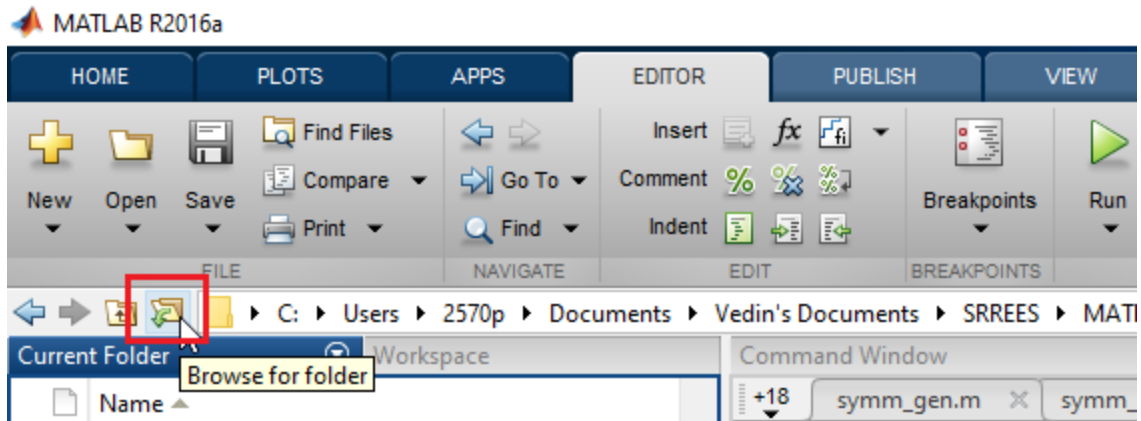 MATLAB R2016a
HOME PLOTS APPS EDITOR PUBLISH VIEW
Find Files Insert fx fi
New Open Save Compare Go To Comment % % % Breakpoints Run
Print Find Indent
FILE NAVIGATE EDIT BREAKPOINTS
C: Users 2570p Documents Vedin's Documents SRREES MATL
Current Folder Workspace Command Window
Browse for folder
Name +18 symm_gen.m symm_